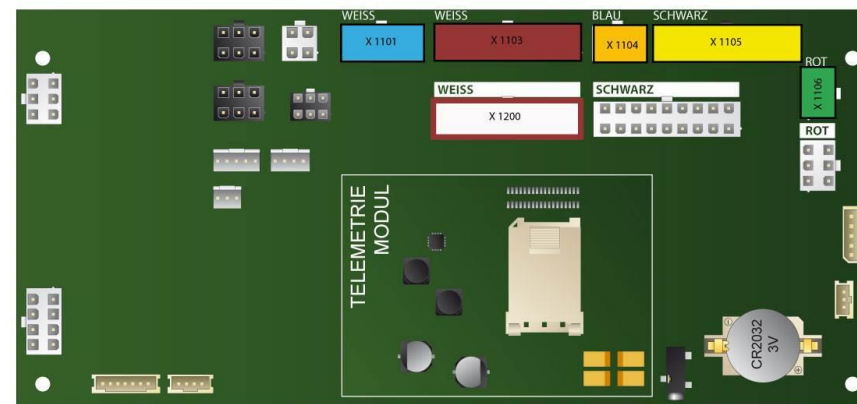 WEISS
WEISS
BLAU
SCHWARZ
X 1101
X 1103
X 1104
X 1105
ROT
X 1106
WEISS
SCHWARZ
X 1200
ROT
TELEMETRIE
MODUL
CR2032
3V